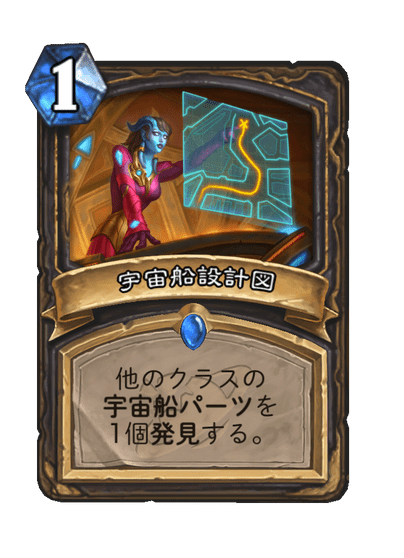 1
宇宙船設計図
他のクラスの
宇宙船パーツを
1個発見する。